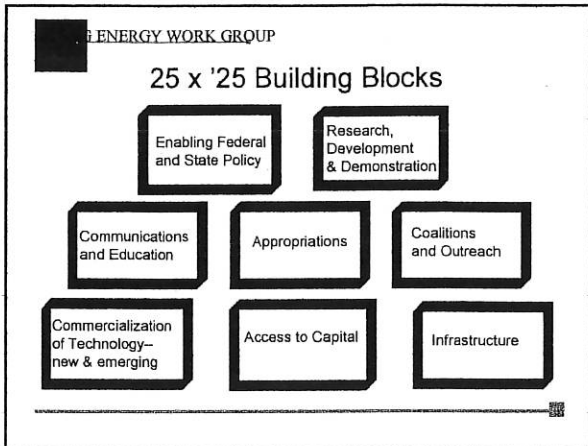 ENERGY WORK GROUP
25 x '25 Building Blocks
Enabling Federal
and State Policy
Research,
Development
& Demonstration
Communications
and Education
Appropriations
Coalitions
and Outreach
Commercialization
of Technology--
new & emerging
Access to Capital
Infrastructure